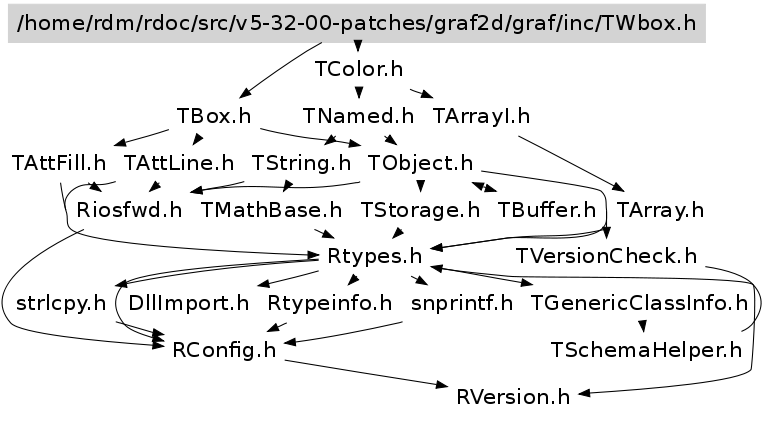 /home/rdm/rdoc/src/v5-32-00-patches/graf2d/graf/inc/TWbox.h
TColor.h
TBox.h TNamed.h TArrayI.h
TAttFill.h TAttLine.h TString.h TObject.h
Riosfwd.h TMathBase.h TStorage.h TBuffer.h TArray.h
Rtypes.h TVersionCheck.h
strlcpy.h DllImport.h Rtypeinfo.h snprintf.h TGenericClassInfo.h
RConfig.h TSchemaHelper.h
RVersion.h